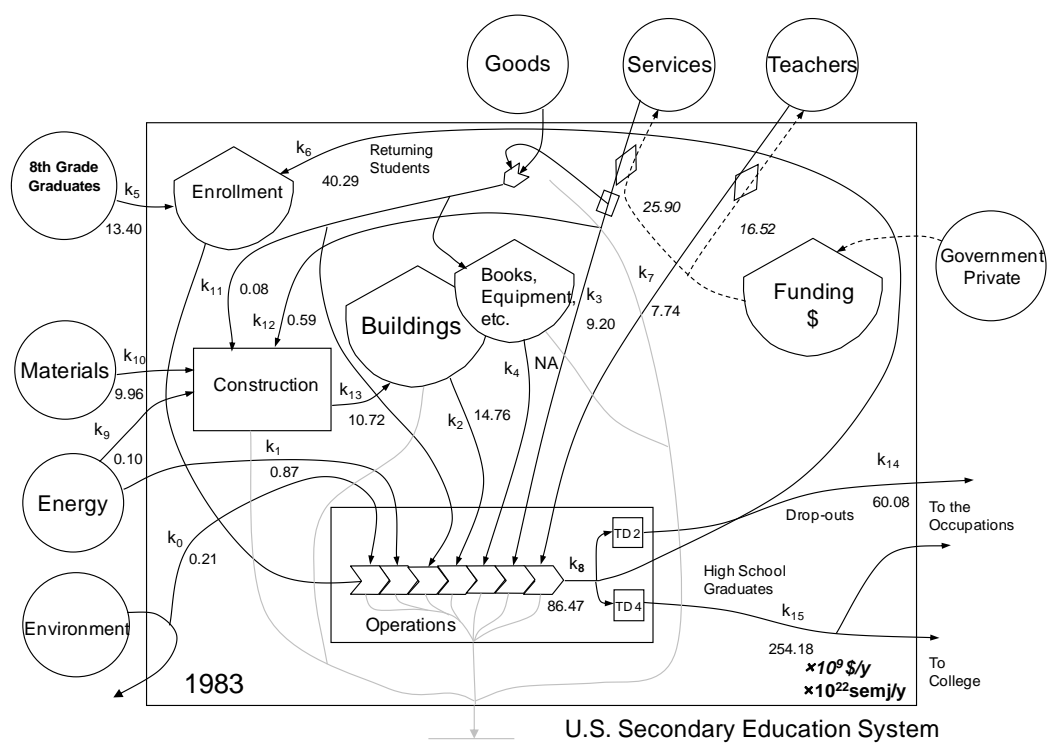 Goods
Services
Teachers
8th Grade
Graduates
k5
13.40
Enrollment
k6
Returning
Students
40.29
25.90
16.52
Government
Private
Funding
$
k7
7.74
k3
9.20
Books,
Equipment,
etc.
Buildings
k11
0.08
k12
0.59
k4
NA
Materials
k10
9.96
Construction
k13
10.72
k2
14.76
k9
0.10
Energy
k1
0.87
k14
60.08
Drop-outs
To the
Occupations
k0
0.21
TD 2
k8
86.47
TD 4
High School
Graduates
k15
254.18
Operations
Environment
1983
×10⁹ $/y
×10²² semj/y
To
College
U.S. Secondary Education System